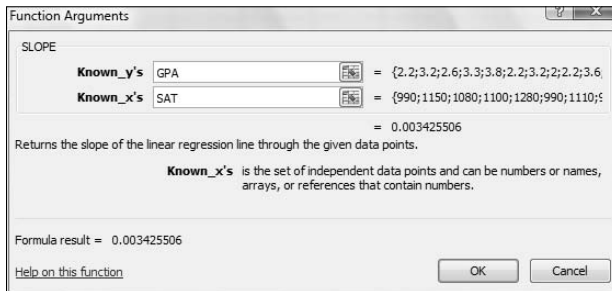 Function Arguments
SLOPE
Known_y's GPA = {2.2;3.2;2.6;3.3;3.8;2.2;3.2;2;2.2;3.6
Known_x's SAT = {990;1150;1080;1100;1280;990;1110;9
= 0.003425506
Returns the slope of the linear regression line through the given data points.
Known_x's is the set of independent data points and can be numbers or names,
arrays, or references that contain numbers.
Formula result = 0.003425506
Help on this function
OK Cancel